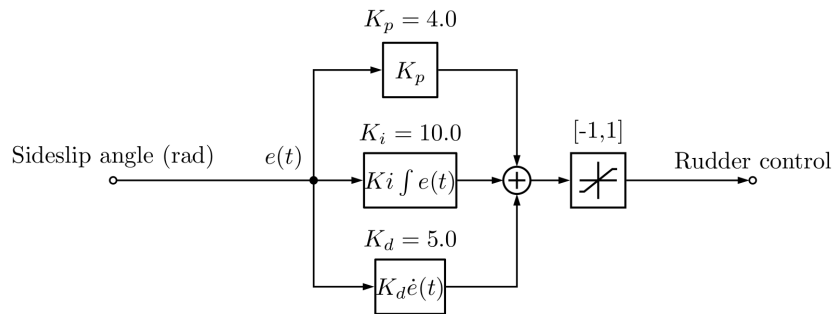 K_p = 4.0
K_p
K_i = 10.0
[-1,1]
Sideslip angle (rad)
e(t)
Ki ∫ e(t)
Rudder control
K_d = 5.0
K_d ė(t)